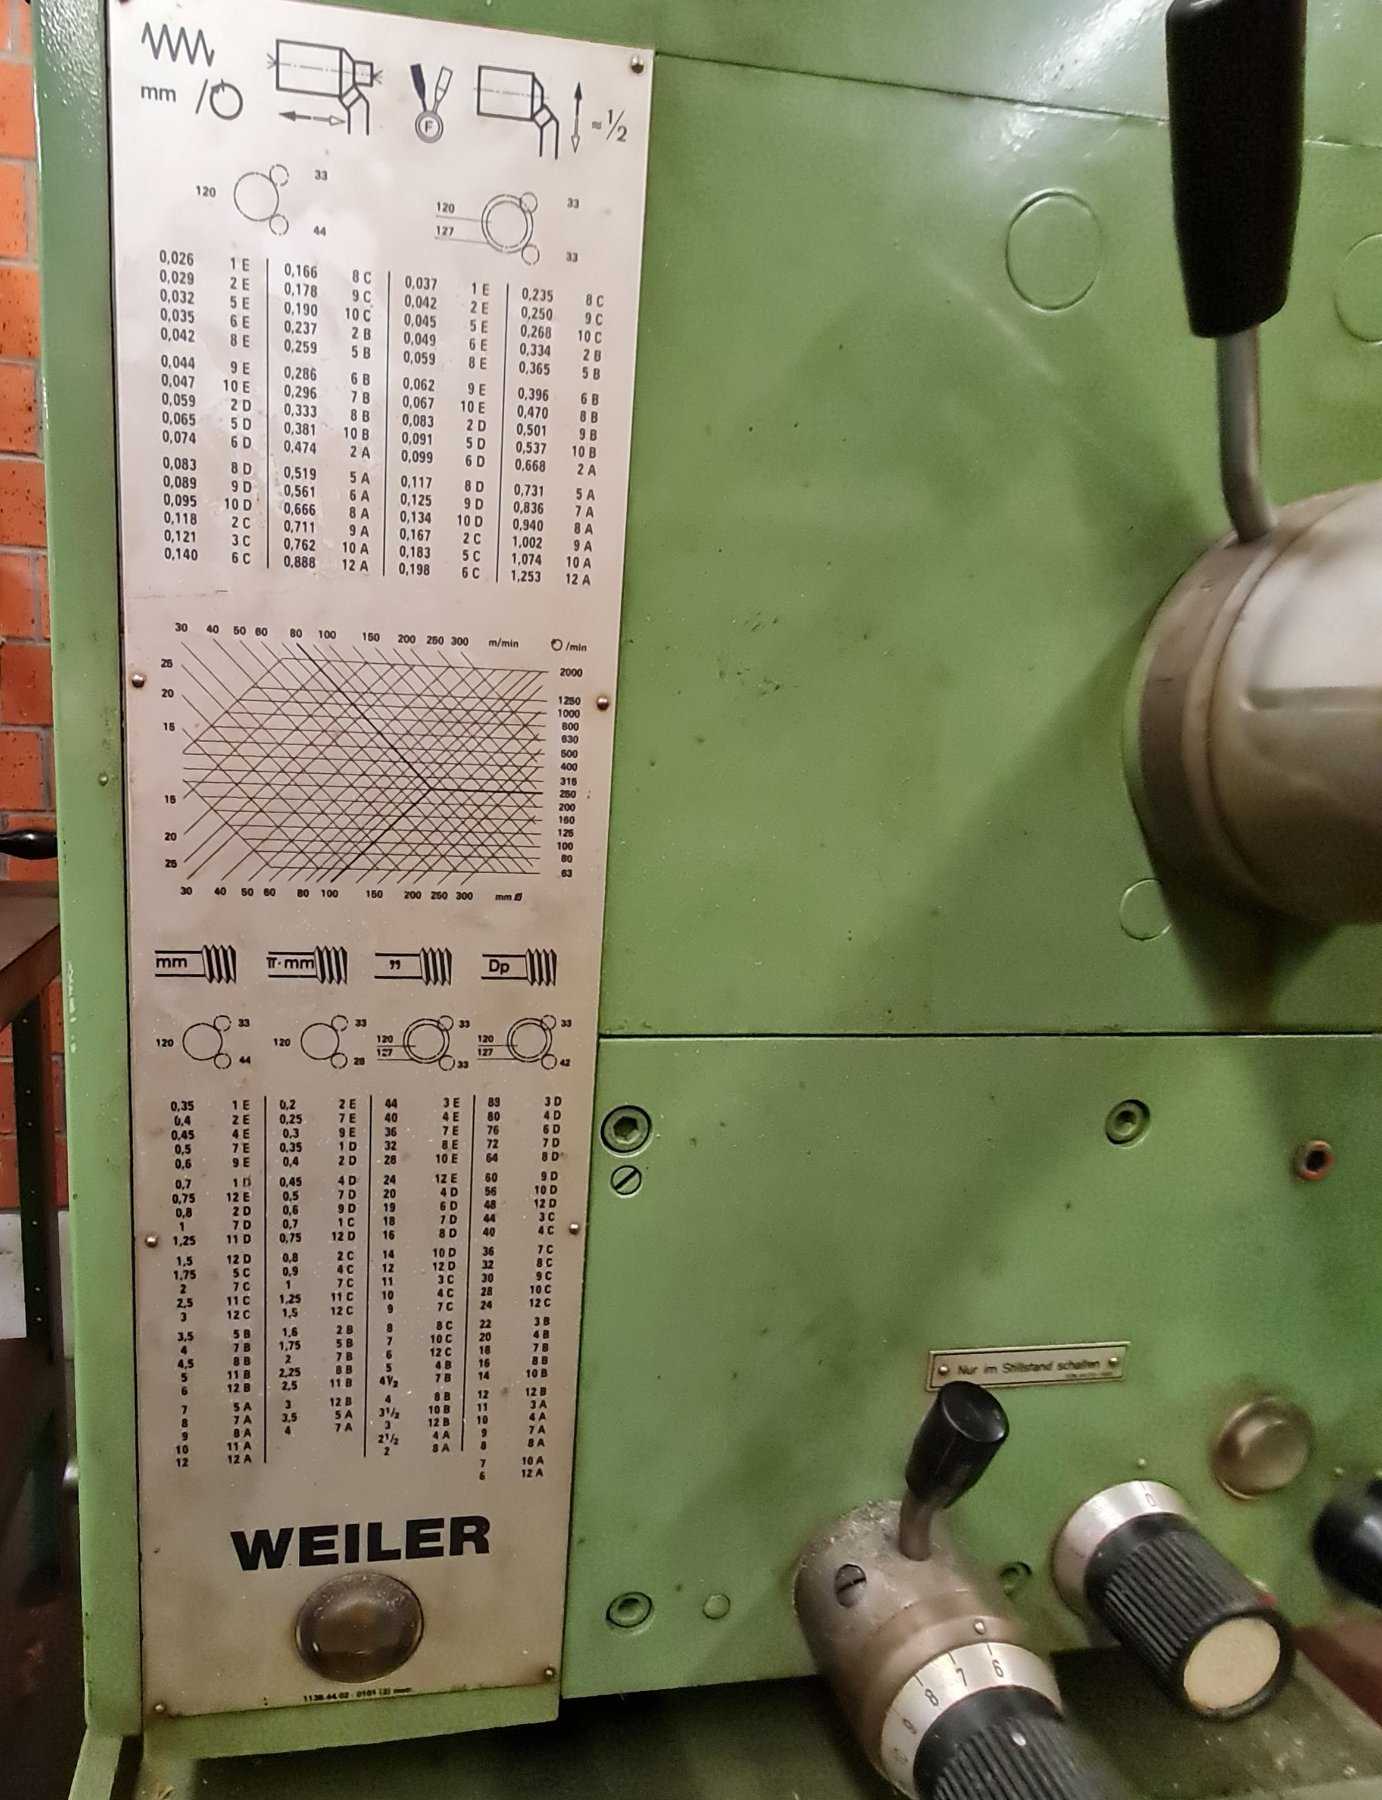 mm /
F
≈ 1/2
120 33 44
120 127 33 33
0,026 1 E 0,166 8 C 0,037 1 E 0,235 8 C
0,029 2 E 0,178 9 C 0,042 2 E 0,250 9 C
0,032 5 E 0,190 10 C 0,045 5 E 0,268 10 C
0,035 6 E 0,237 2 B 0,049 6 E 0,334 2 B
0,042 8 E 0,259 5 B 0,059 8 E 0,365 5 B
0,044 9 E 0,286 6 B 0,062 9 E 0,396 6 B
0,047 10 E 0,296 7 B 0,067 10 E 0,470 8 B
0,059 2 D 0,333 8 B 0,083 2 D 0,501 9 B
0,065 5 D 0,381 10 B 0,091 5 D 0,537 10 B
0,074 6 D 0,474 2 A 0,099 6 D 0,668 2 A
0,083 8 D 0,519 5 A 0,117 8 D 0,731 5 A
0,089 9 D 0,561 6 A 0,125 9 D 0,836 7 A
0,095 10 D 0,666 8 A 0,134 10 D 0,940 8 A
0,118 2 C 0,711 9 A 0,167 2 C 1,002 9 A
0,121 3 C 0,762 10 A 0,183 5 C 1,074 10 A
0,140 6 C 0,888 12 A 0,198 6 C 1,253 12 A
30 40 50 60 80 100 150 200 250 300 m/min /min
25 2000
20 1250
1000
15 800
630
500
400
315
250
15 200
160
20 125
100
25 80
63
30 40 50 60 80 100 150 200 250 300 mm
mm π·mm ” Dp
120 33 44
120 33 28
120 127 33 33
120 127 33 42
0,35 1 E 0,2 2 E 44 3 E 88 3 D
0,4 2 E 0,25 7 E 40 4 E 80 4 D
0,45 4 E 0,3 9 E 36 7 E 76 6 D
0,5 7 E 0,35 1 D 32 8 E 72 7 D
0,6 9 E 0,4 2 D 28 10 E 64 8 D
0,7 1 D 0,45 4 D 24 12 E 60 9 D
0,75 12 E 0,5 7 D 20 4 D 56 10 D
0,8 2 D 0,6 9 D 19 6 D 48 12 D
1 7 D 0,7 1 C 18 7 D 44 3 C
1,25 11 D 0,75 12 D 16 8 D 40 4 C
1,5 12 D 0,8 2 C 14 10 D 36 7 C
1,75 5 C 0,9 4 C 12 12 D 32 8 C
2 7 C 1 7 C 11 3 C 30 9 C
2,5 11 C 1,25 11 C 10 4 C 28 10 C
3 12 C 1,5 12 C 9 7 C 24 12 C
3,5 5 B 1,6 2 B 8 8 C 22 3 B
4 7 B 1,75 5 B 7 10 C 20 4 B
4,5 8 B 2 7 B 6 12 C 18 7 B
5 11 B 2,25 8 B 5 4 B 16 8 B
6 12 B 2,5 11 B 4½ 7 B 14 10 B
7 5 A 3 12 B 4 8 B 12 12 B
8 7 A 3,5 5 A 3½ 10 B 11 3 A
9 8 A 4 7 A 3 12 B 10 4 A
10 11 A 2½ 4 A 9 7 A
12 12 A 2 8 A 8 8 A
7 10 A
6 12 A
WEILER
Nur im Stillstand schalten
0
9 8 7 6